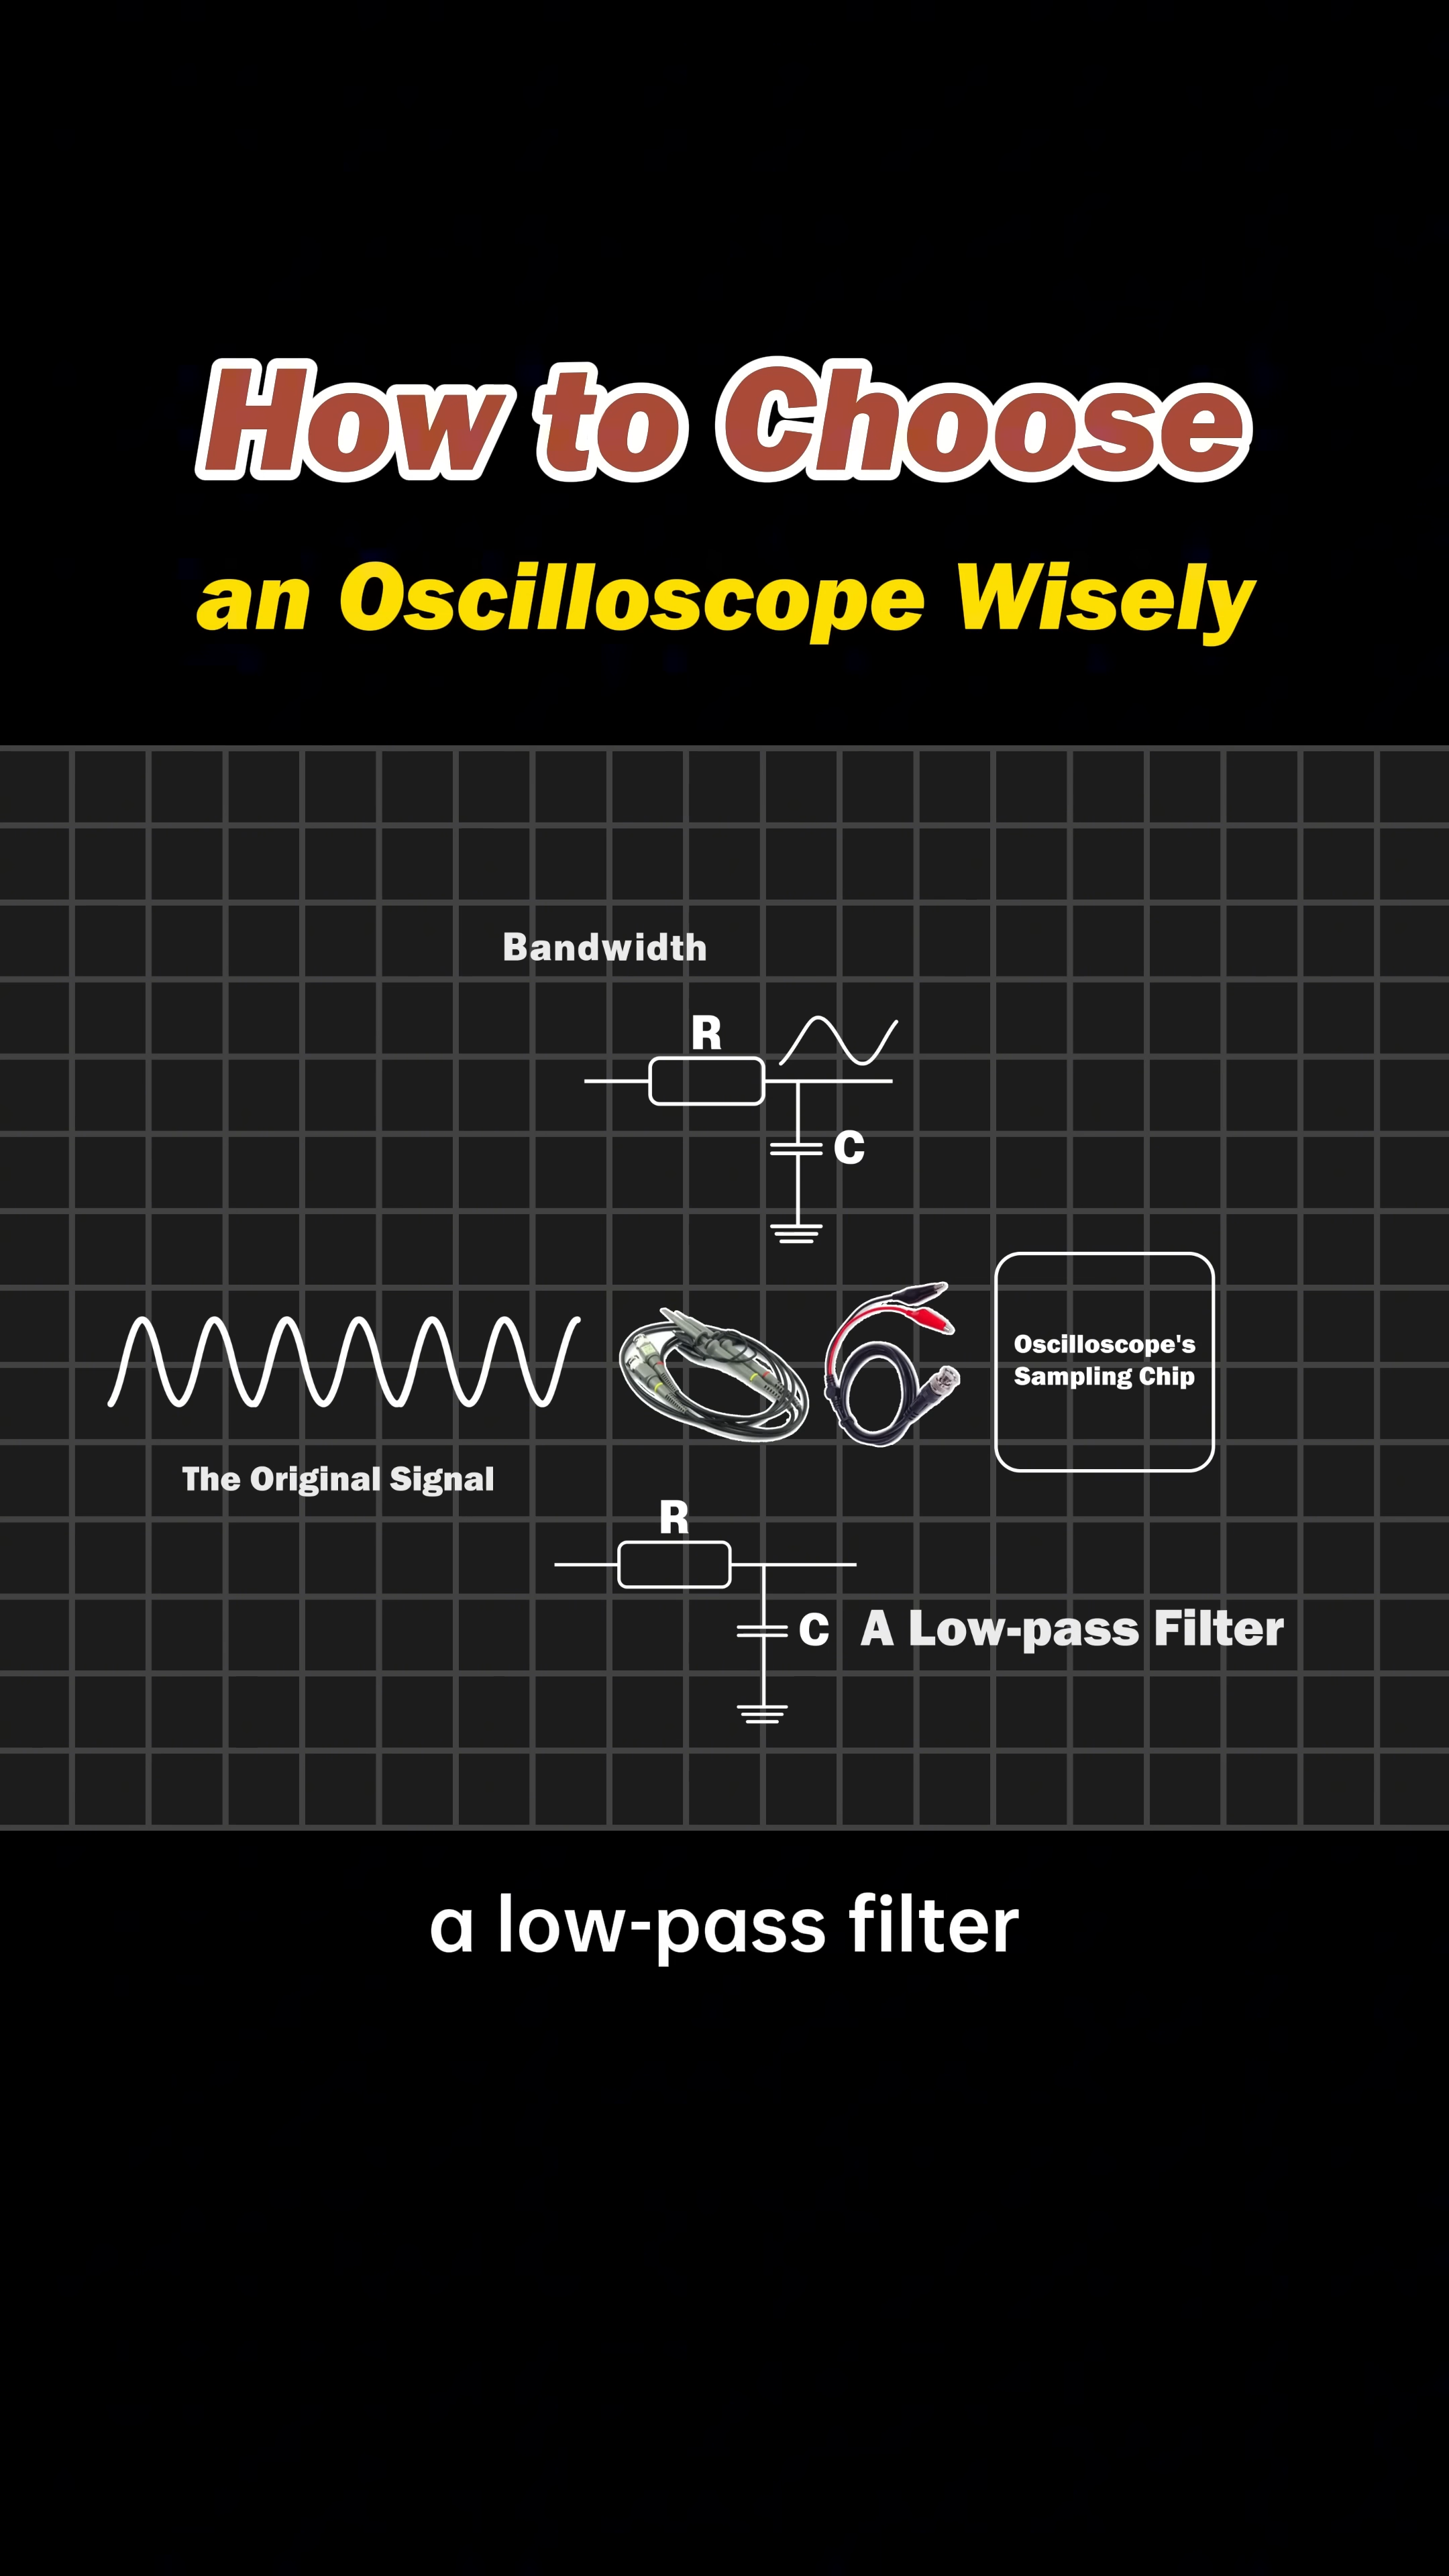 How to Choose
an Oscilloscope Wisely
Bandwidth
R
C
Oscilloscope's
Sampling Chip
The Original Signal
R
C
A Low-pass Filter
a low-pass filter